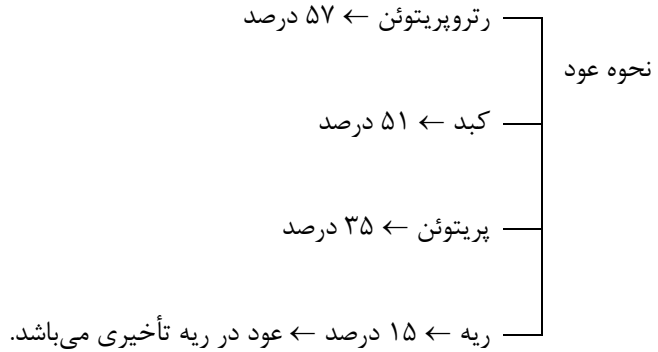 نحوه عود
رتروپریتوئن ← ۵۷ درصد
کبد ← ۵۱ درصد
پریتوئن ← ۳۵ درصد
ریه ← ۱۵ درصد ← عود در ریه تأخیری می‌باشد.